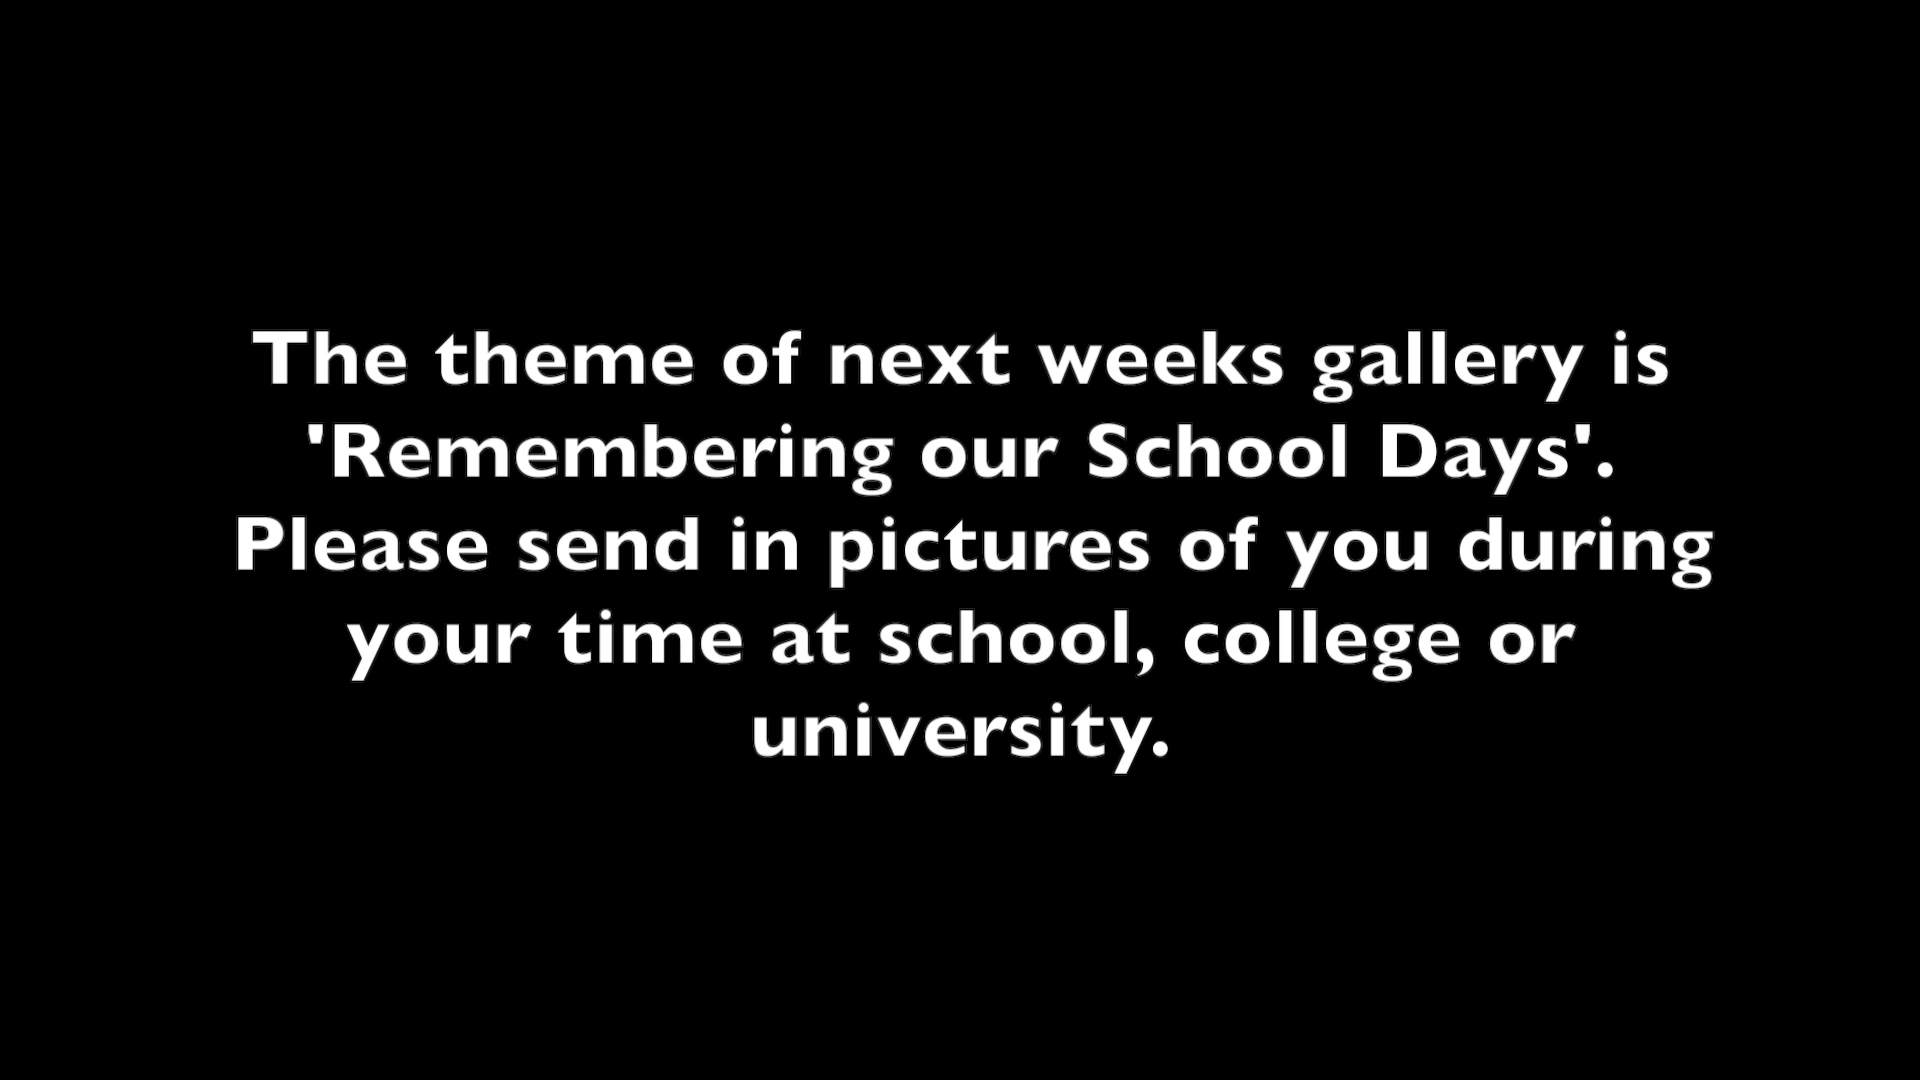 The theme of next weeks gallery is
'Remembering our School Days'.
Please send in pictures of you during
your time at school, college or
university.